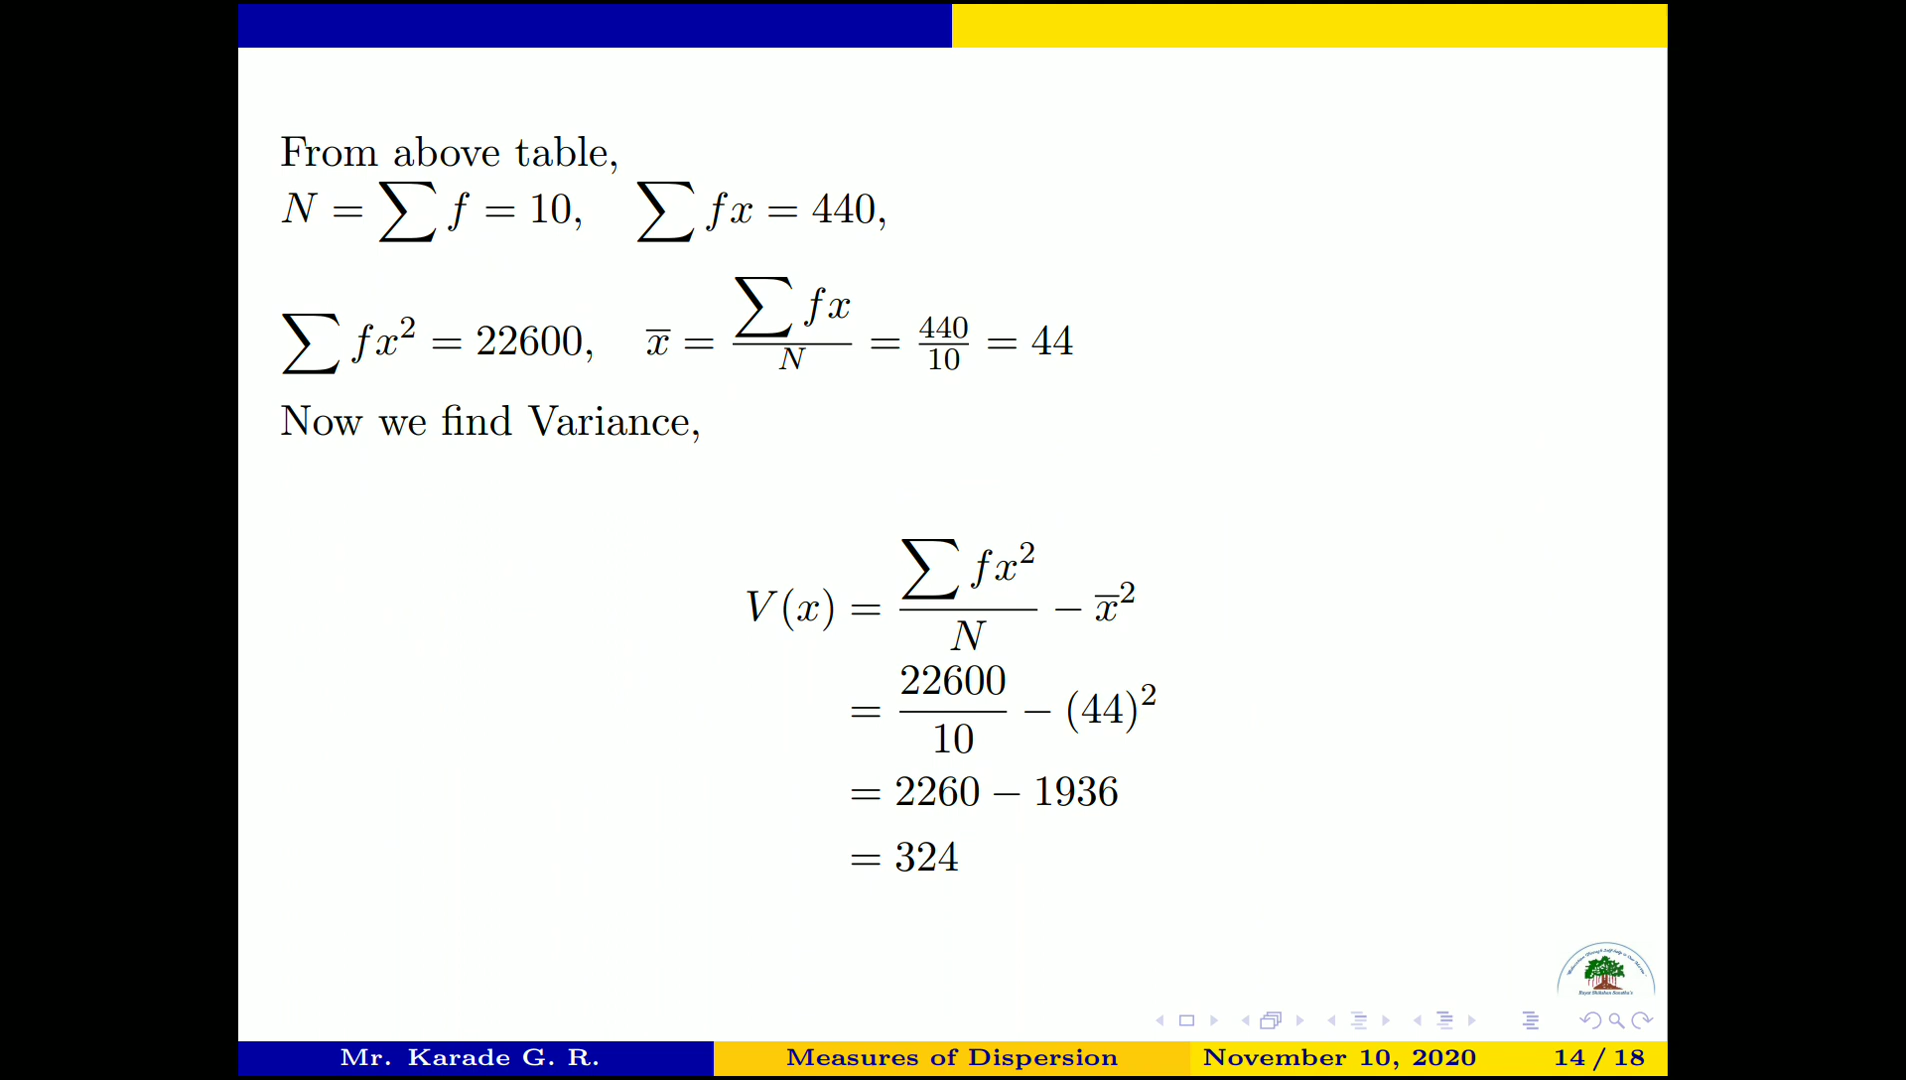 From above table,
N = ∑ f = 10, ∑ fx = 440,
∑ fx² = 22600, x̅ = ∑ fx / N = 440/10 = 44
Now we find Variance,
V(x) = ∑ fx² / N − x̅²
= 22600/10 − (44)²
= 2260 − 1936
= 324
Mr. Karade G. R. Measures of Dispersion November 10, 2020 14 / 18